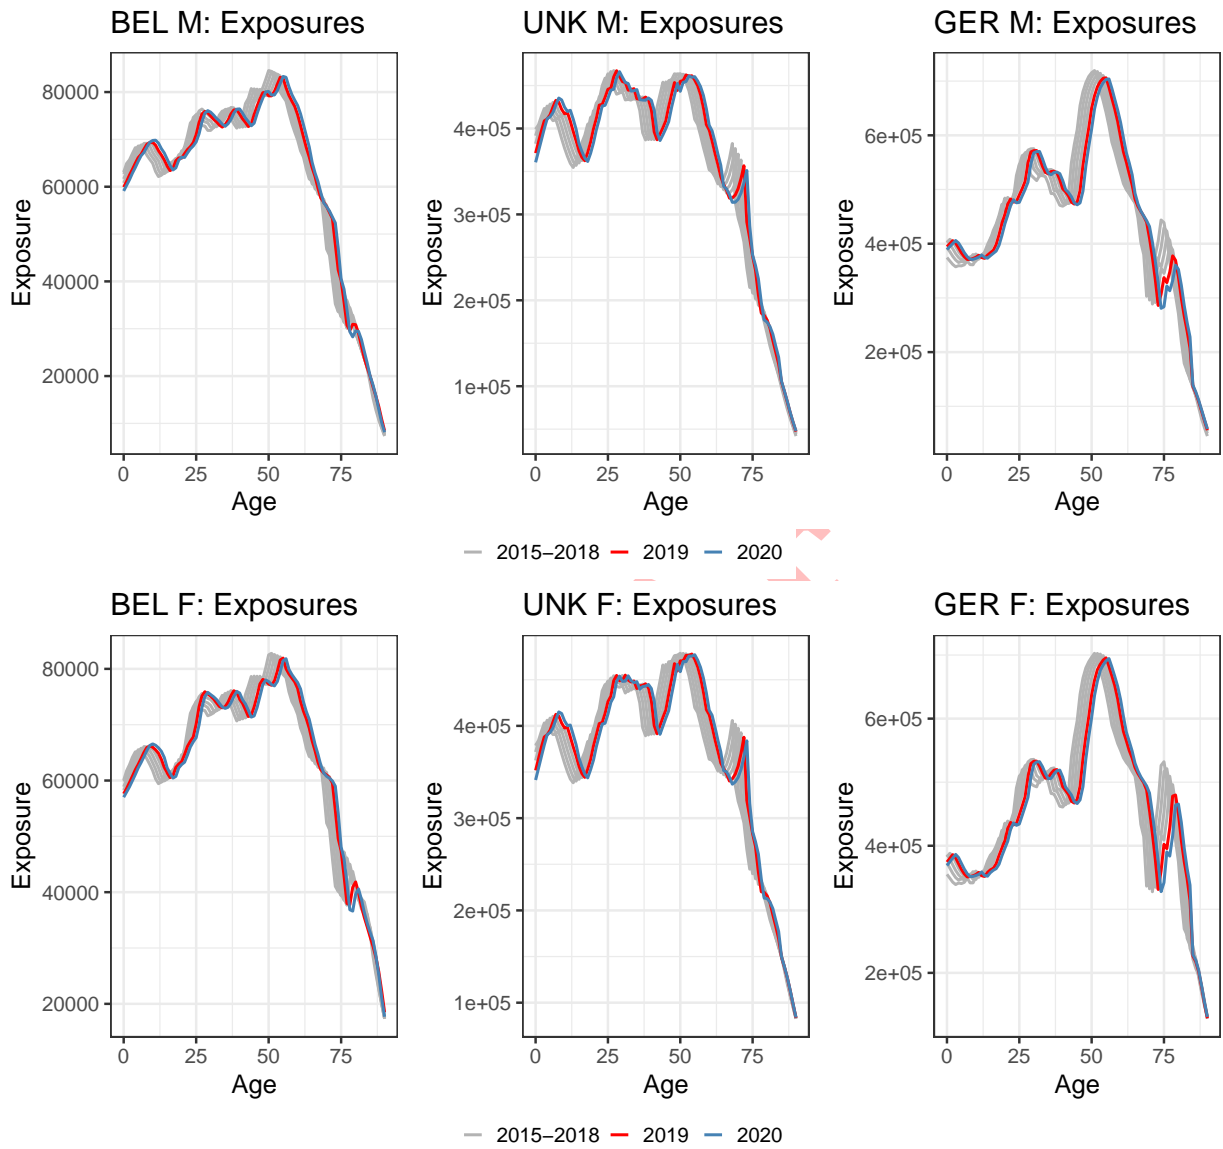 BEL M: Exposures UNK M: Exposures GER M: Exposures
Exposure
80000
60000
40000
20000
0 25 50 75
Age
Exposure
4e+05
3e+05
2e+05
1e+05
0 25 50 75
Age
Exposure
6e+05
4e+05
2e+05
0 25 50 75
Age
2015–2018 2019 2020
BEL F: Exposures UNK F: Exposures GER F: Exposures
Exposure
80000
60000
40000
20000
0 25 50 75
Age
Exposure
4e+05
3e+05
2e+05
1e+05
0 25 50 75
Age
Exposure
6e+05
4e+05
2e+05
0 25 50 75
Age
2015–2018 2019 2020